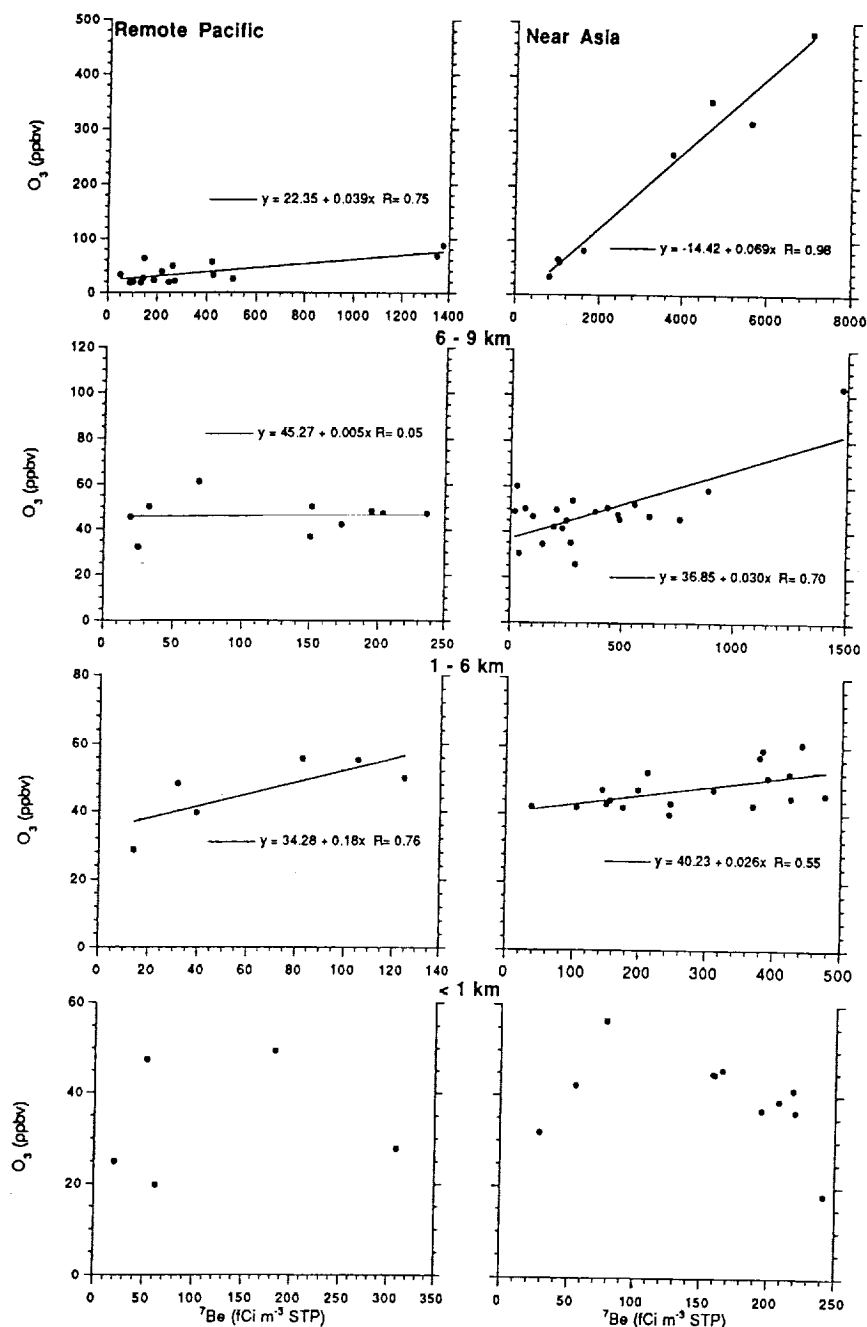 Remote Pacific
Near Asia
500
400
300
200
100
0
O3 (ppbv)
y = 22.35 + 0.039x R= 0.75
y = -14.42 + 0.069x R= 0.98
0 200 400 600 800 1000 1200 1400
0 2000 4000 6000 8000
6 - 9 km
120
100
80
60
40
20
0
O3 (ppbv)
y = 45.27 + 0.005x R= 0.05
y = 36.85 + 0.030x R= 0.70
0 50 100 150 200 250
0 500 1000 1500
1 - 6 km
80
60
40
20
0
O3 (ppbv)
y = 34.28 + 0.18x R= 0.76
y = 40.23 + 0.026x R= 0.55
0 20 40 60 80 100 120 140
0 100 200 300 400 500
< 1 km
60
40
20
0
O3 (ppbv)
0 50 100 150 200 250 300 350
0 50 100 150 200 250
7Be (fCi m-3 STP)
7Be (fCi m-3 STP)